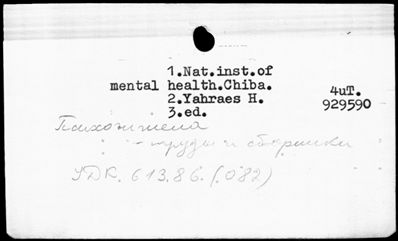 1.Nat.inst.of
mental health.Chiba.
2.Yahraes H.
3.ed.
4uT.
929590
Психогигиена
- труды и сборники
УДК. 613.86. (082)